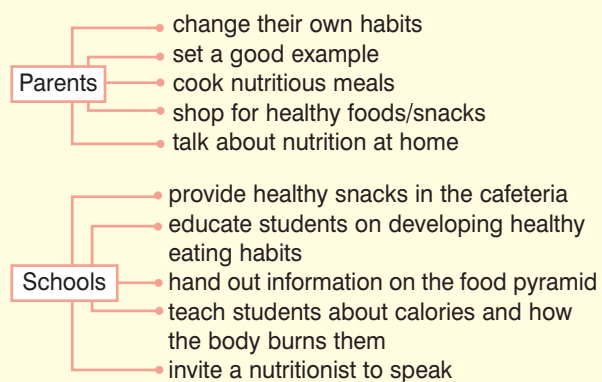 Parents
change their own habits
set a good example
cook nutritious meals
shop for healthy foods/snacks
talk about nutrition at home
Schools
provide healthy snacks in the cafeteria
educate students on developing healthy
eating habits
hand out information on the food pyramid
teach students about calories and how
the body burns them
invite a nutritionist to speak